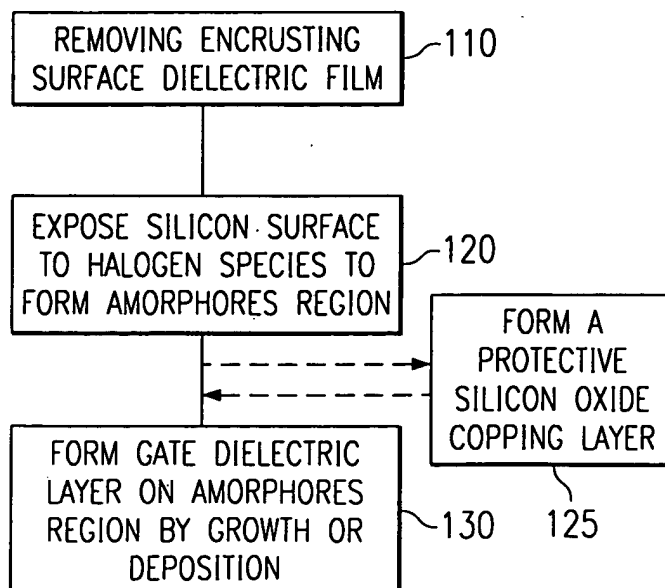 REMOVING ENCRUSTING
SURFACE DIELECTRIC FILM
110
EXPOSE SILICON SURFACE
TO HALOGEN SPECIES TO
FORM AMORPHORES REGION
120
FORM A
PROTECTIVE
SILICON OXIDE
COPPING LAYER
125
FORM GATE DIELECTRIC
LAYER ON AMORPHORES
REGION BY GROWTH OR
DEPOSITION
130